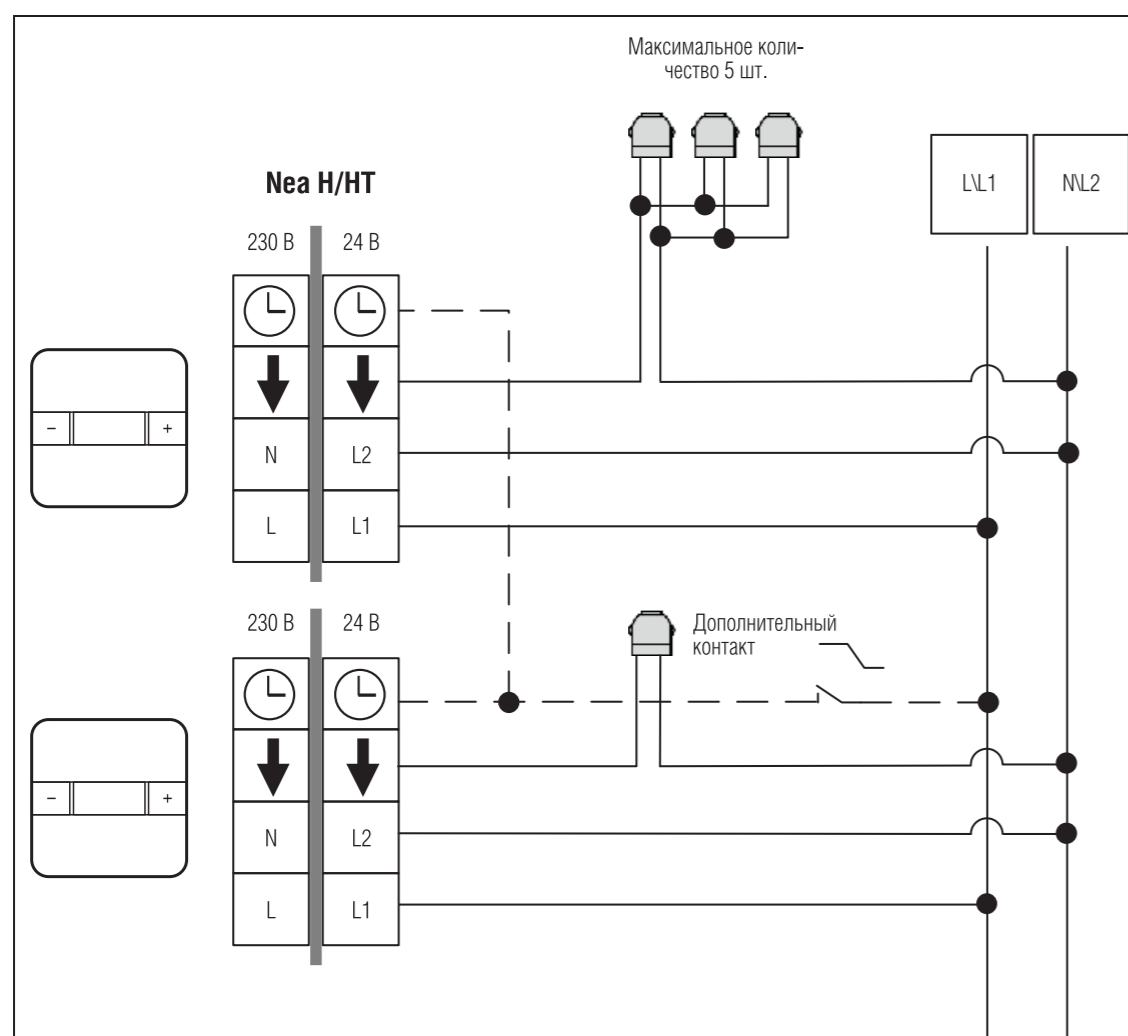 Максимальное коли-
чество 5 шт.
L\L1
N\L2
Nea H/HT
230 В
24 В
N
L2
L
L1
- +
230 В
24 В
Дополнительный
контакт
N
L2
L
L1
- +